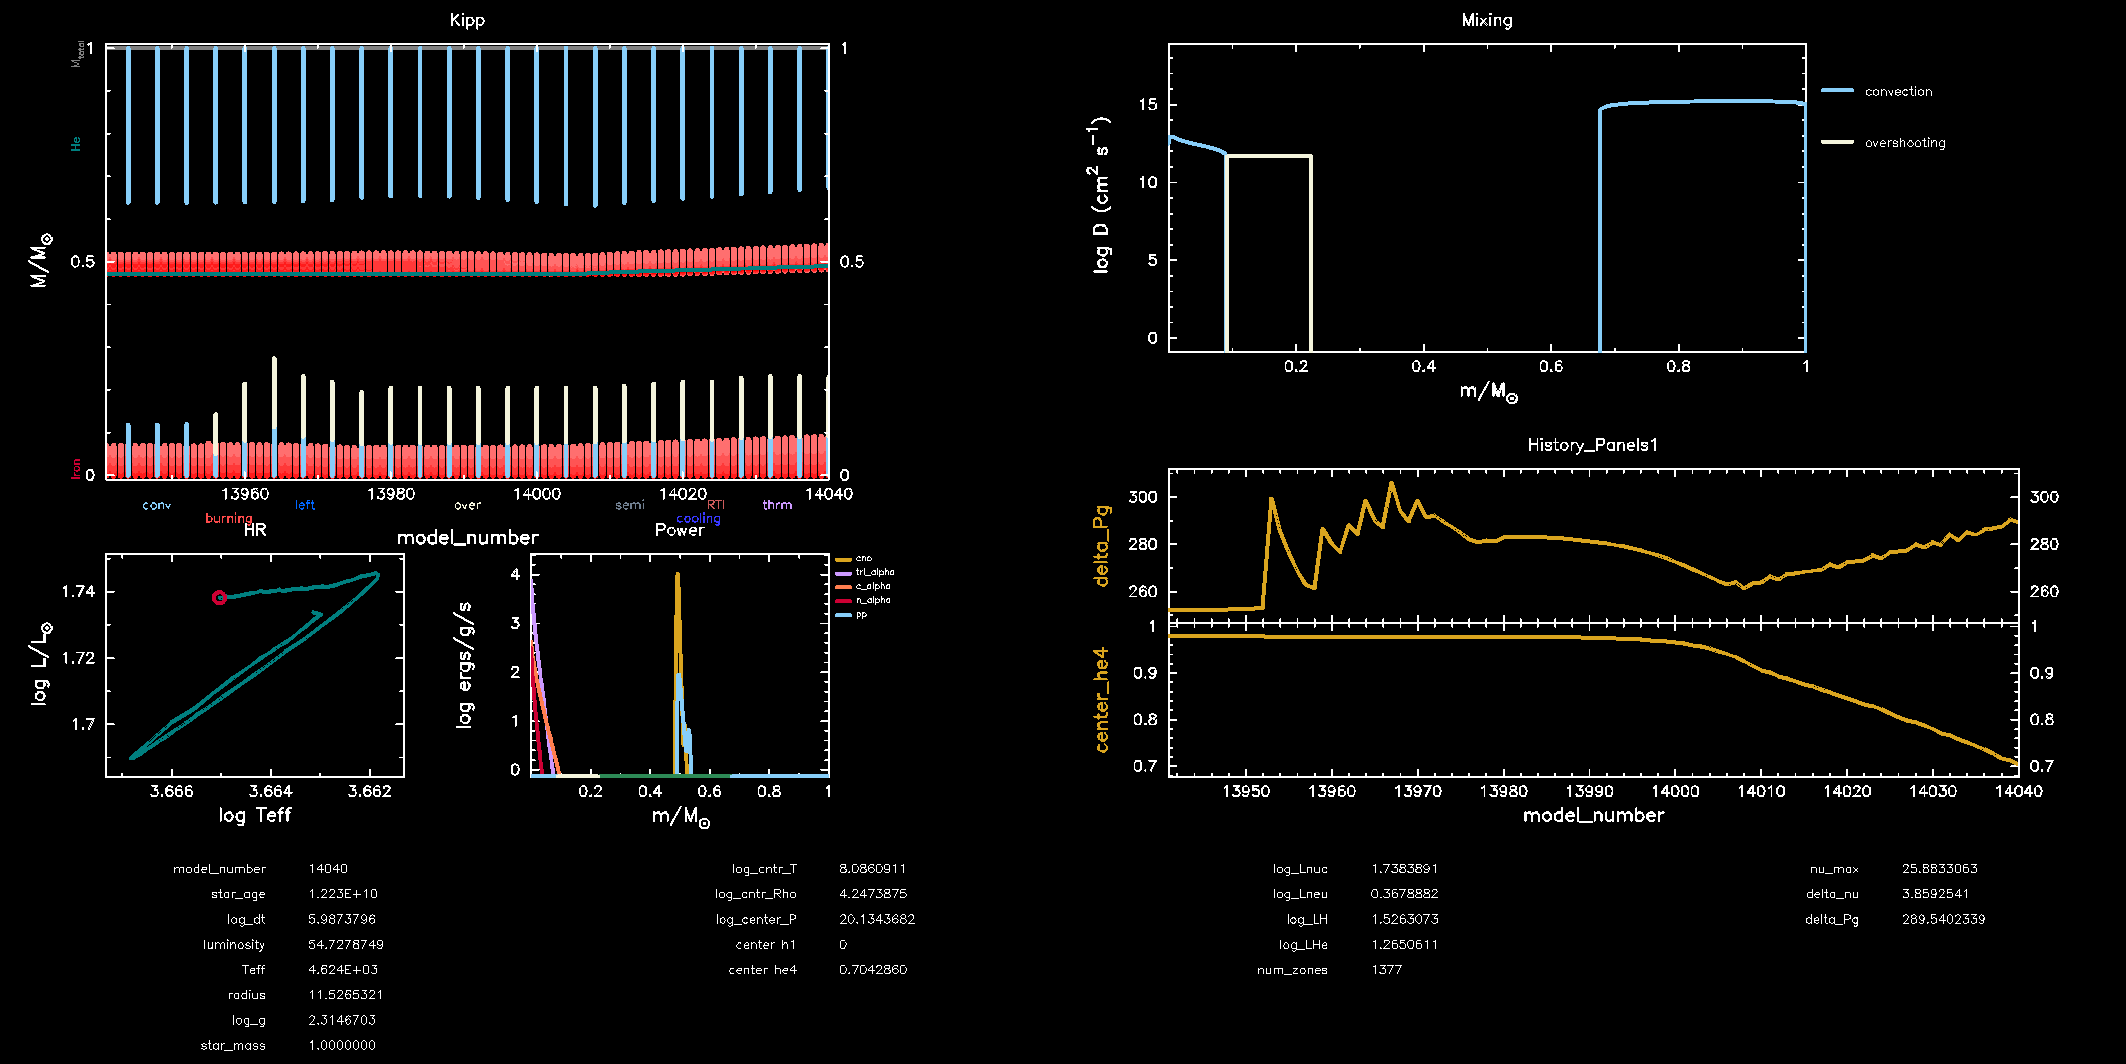 Kipp
M_total
He
Iron
M/M☉
1
0.5
0
1
0.5
0
13960 13980 14000 14020 14040
conv left over semi RTI thrm
burning cooling
model_number
Mixing
log D (cm² s⁻¹)
15
10
5
0
0.2 0.4 0.6 0.8 1
m/M☉
convection
overshooting
HR
log L/L☉
1.74
1.72
1.7
3.666 3.664 3.662
log Teff
Power
log ergs/g/s
4
3
2
1
0
0.2 0.4 0.6 0.8 1
m/M☉
cno
tri_alpha
c_alpha
n_alpha
pp
History_Panels1
delta_Pg
300 300
280 280
260 260
center_he4
1 1
0.9 0.9
0.8 0.8
0.7 0.7
13950 13960 13970 13980 13990 14000 14010 14020 14030 14040
model_number
model_number 14040
star_age 1.223E+10
log_dt 5.9873796
luminosity 54.7278749
Teff 4.624E+03
radius 11.5265321
log_g 2.3146703
star_mass 1.0000000
log_cntr_T 8.0860911
log_cntr_Rho 4.2473875
log_center_P 20.1343682
center h1 0
center he4 0.7042860
log_Lnuc 1.7383891
log_Lneu 0.3678882
log_LH 1.5263073
log_LHe 1.2650611
num_zones 1377
nu_max 25.8833063
delta_nu 3.8592541
delta_Pg 289.5402339